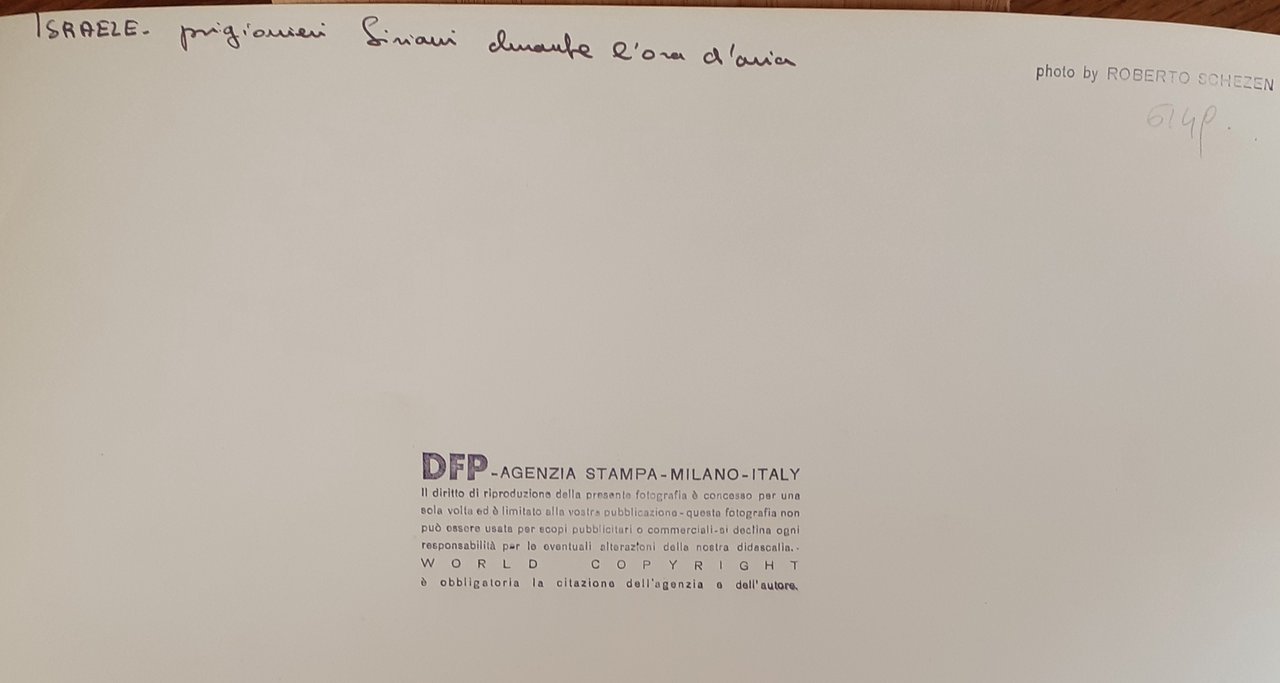 ISRAELE. prigionieri Siriani durante l'ora d'aria
photo by ROBERTO SCHEZEN
DFP-AGENZIA STAMPA-MILANO-ITALY
Il diritto di riproduzione della presente fotografia è concesso per una
sola volta ed è limitato alla vostra pubblicazione-questa fotografia non
può essere usata per scopi pubblicitari o commerciali-si declina ogni
responsabilità per le eventuali alterazioni della nostra didascalia.-
WORLD COPYRIGHT
è obbligatoria la citazione dell'agenzia e dell'autore.